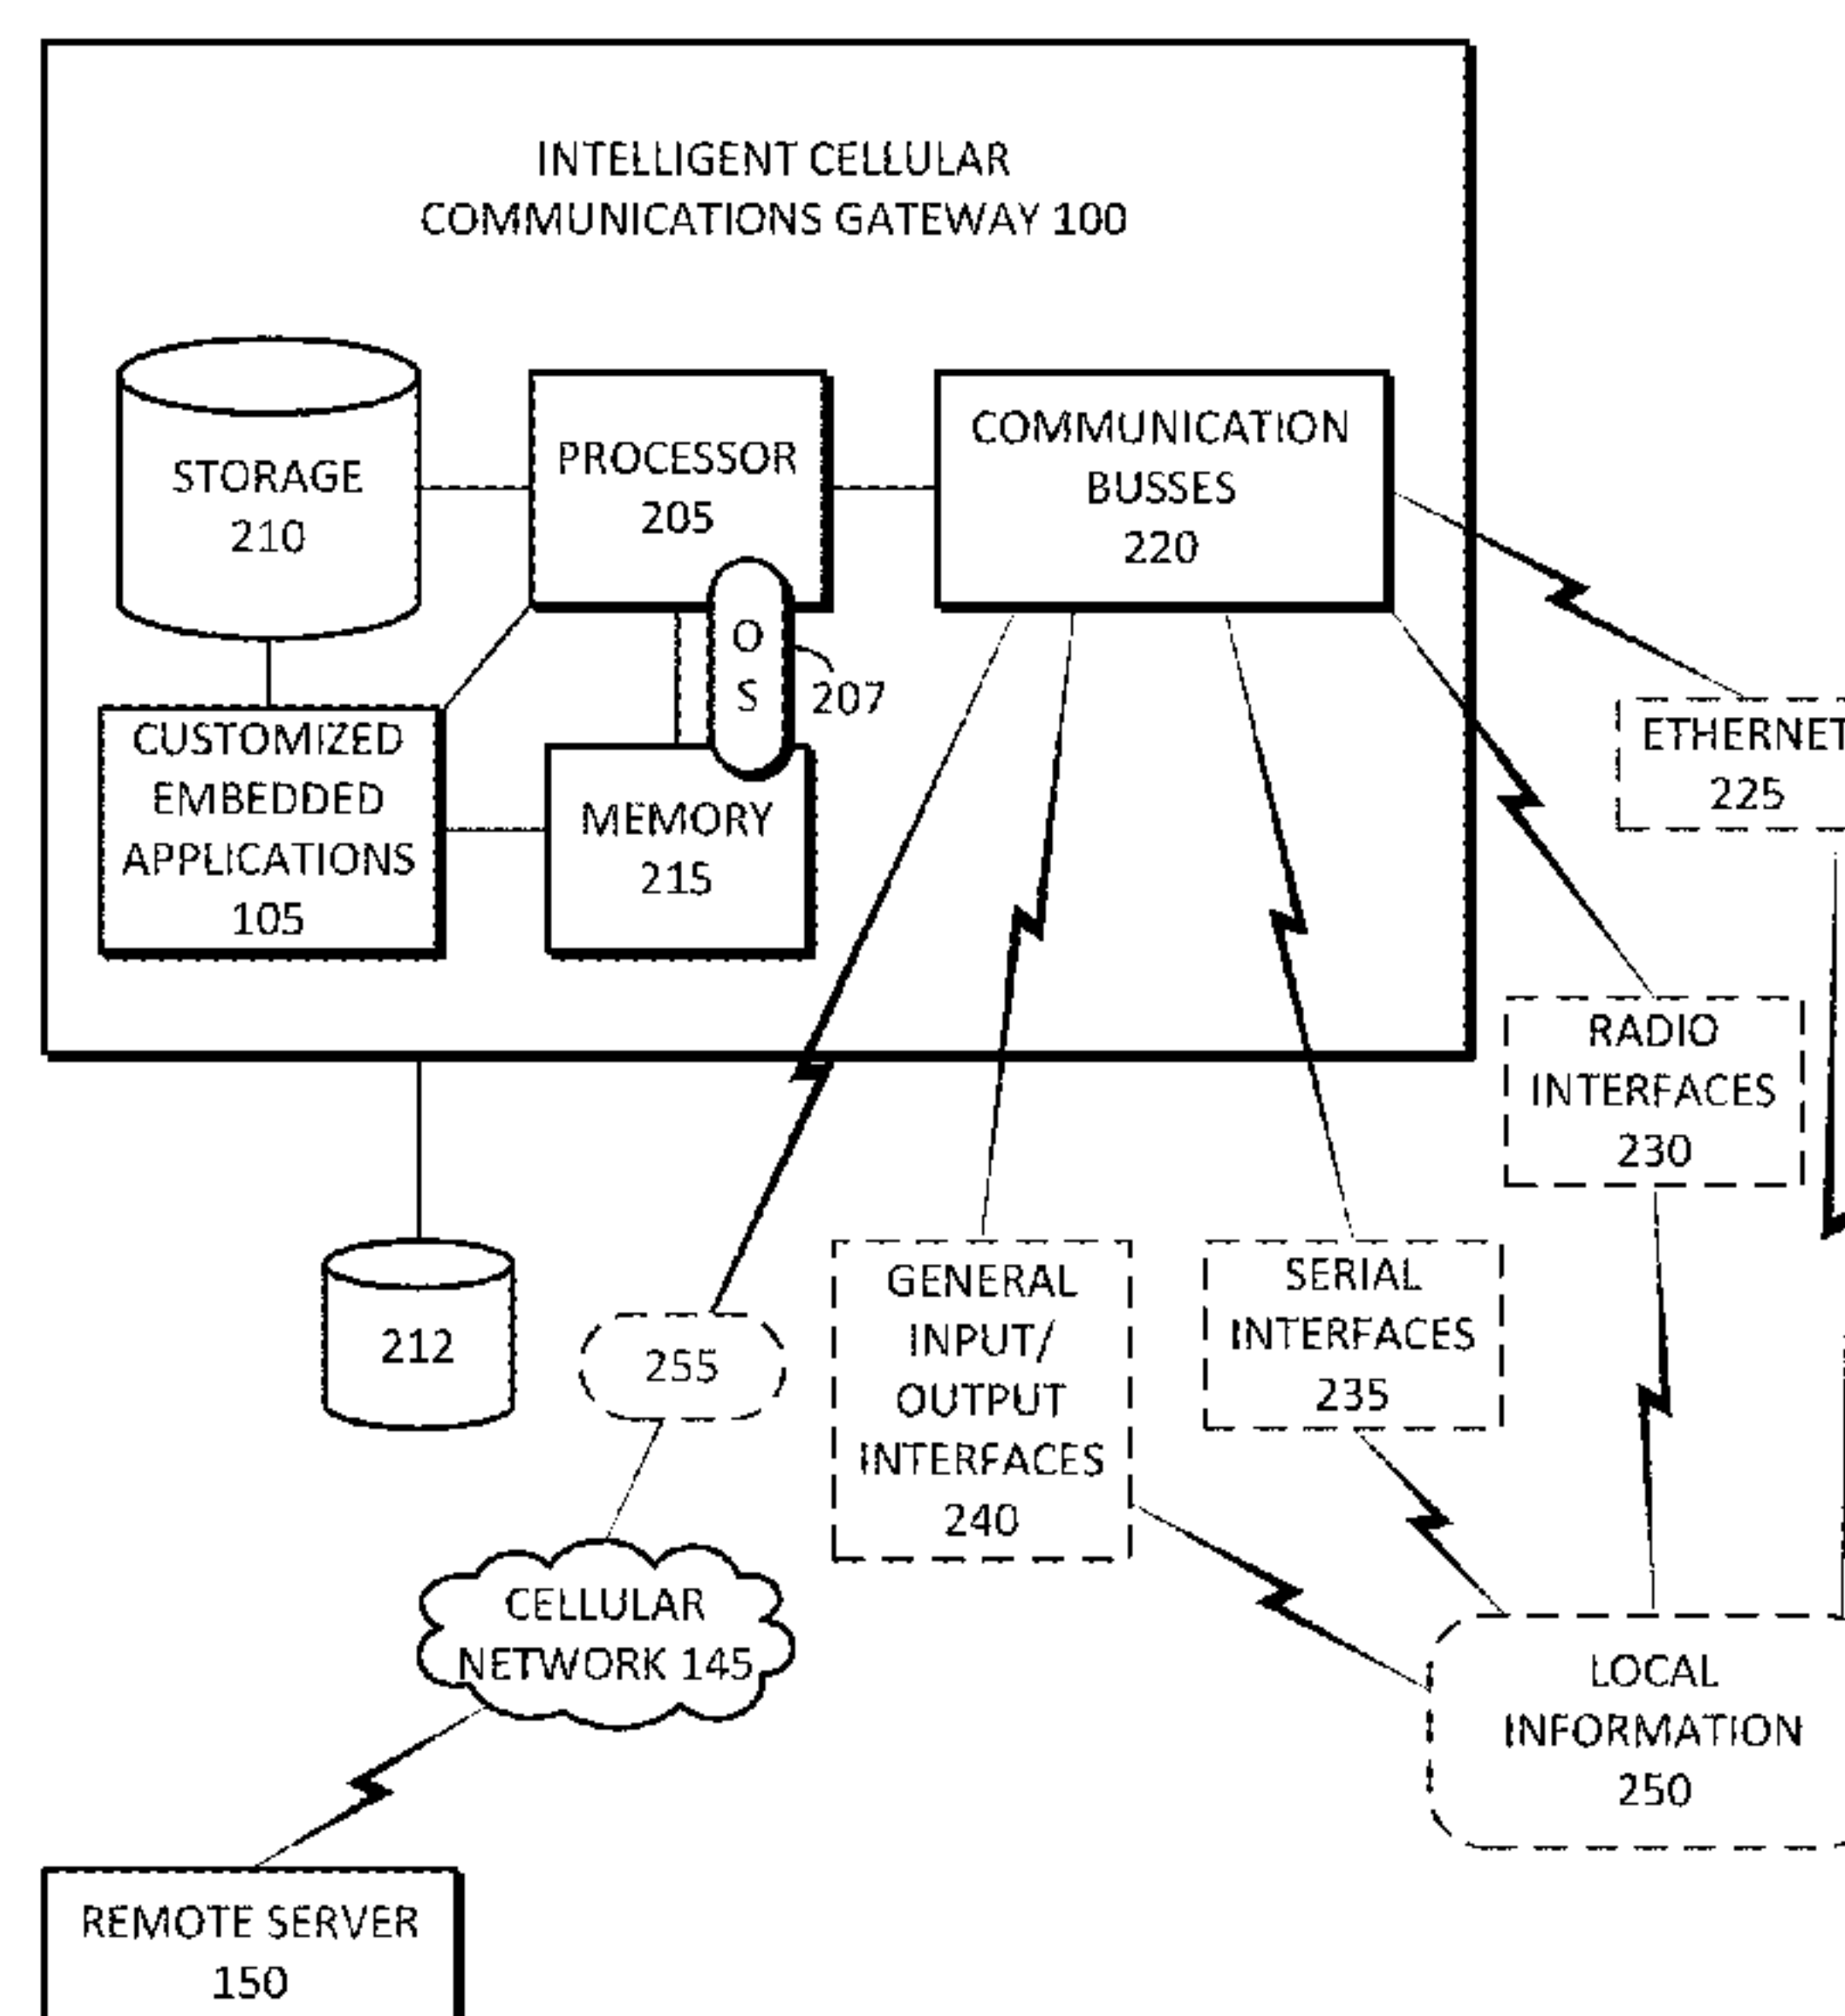 INTELLIGENT CELLULAR
COMMUNICATIONS GATEWAY 100
STORAGE
210
PROCESSOR
205
COMMUNICATION
BUSSES
220
O
S
207
CUSTOMIZED
EMBEDDED
APPLICATIONS
105
MEMORY
215
ETHERNET
225
RADIO
INTERFACES
230
212
255
GENERAL
INPUT/
OUTPUT
INTERFACES
240
SERIAL
INTERFACES
235
CELLULAR
NETWORK 145
LOCAL
INFORMATION
250
REMOTE SERVER
150